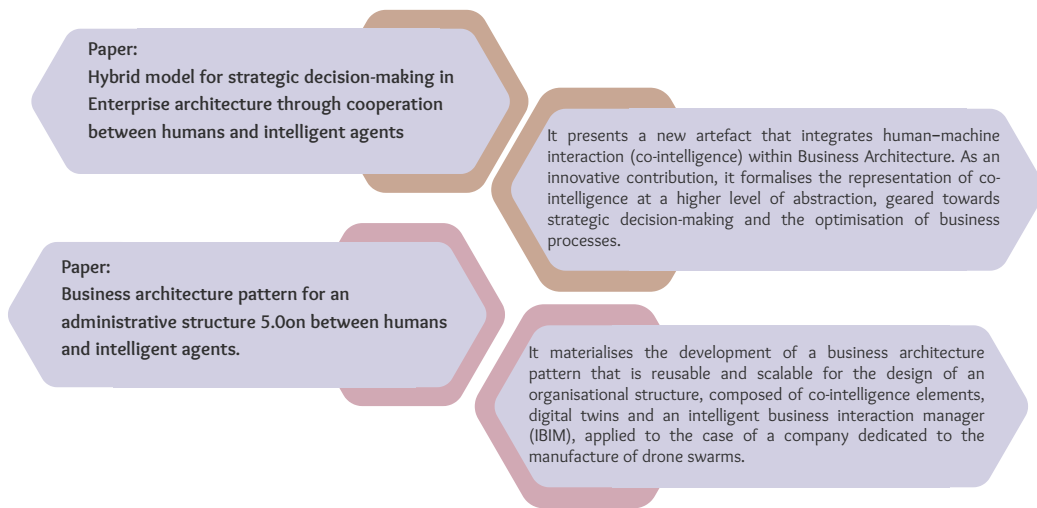 Paper:
Hybrid model for strategic decision-making in
Enterprise architecture through cooperation
between humans and intelligent agents
It presents a new artefact that integrates human–machine
interaction (co-intelligence) within Business Architecture. As an
innovative contribution, it formalises the representation of co-
intelligence at a higher level of abstraction, geared towards
strategic decision-making and the optimisation of business
processes.
Paper:
Business architecture pattern for an
administrative structure 5.0on between humans
and intelligent agents.
It materialises the development of a business architecture
pattern that is reusable and scalable for the design of an
organisational structure, composed of co-intelligence elements,
digital twins and an intelligent business interaction manager
(IBIM), applied to the case of a company dedicated to the
manufacture of drone swarms.